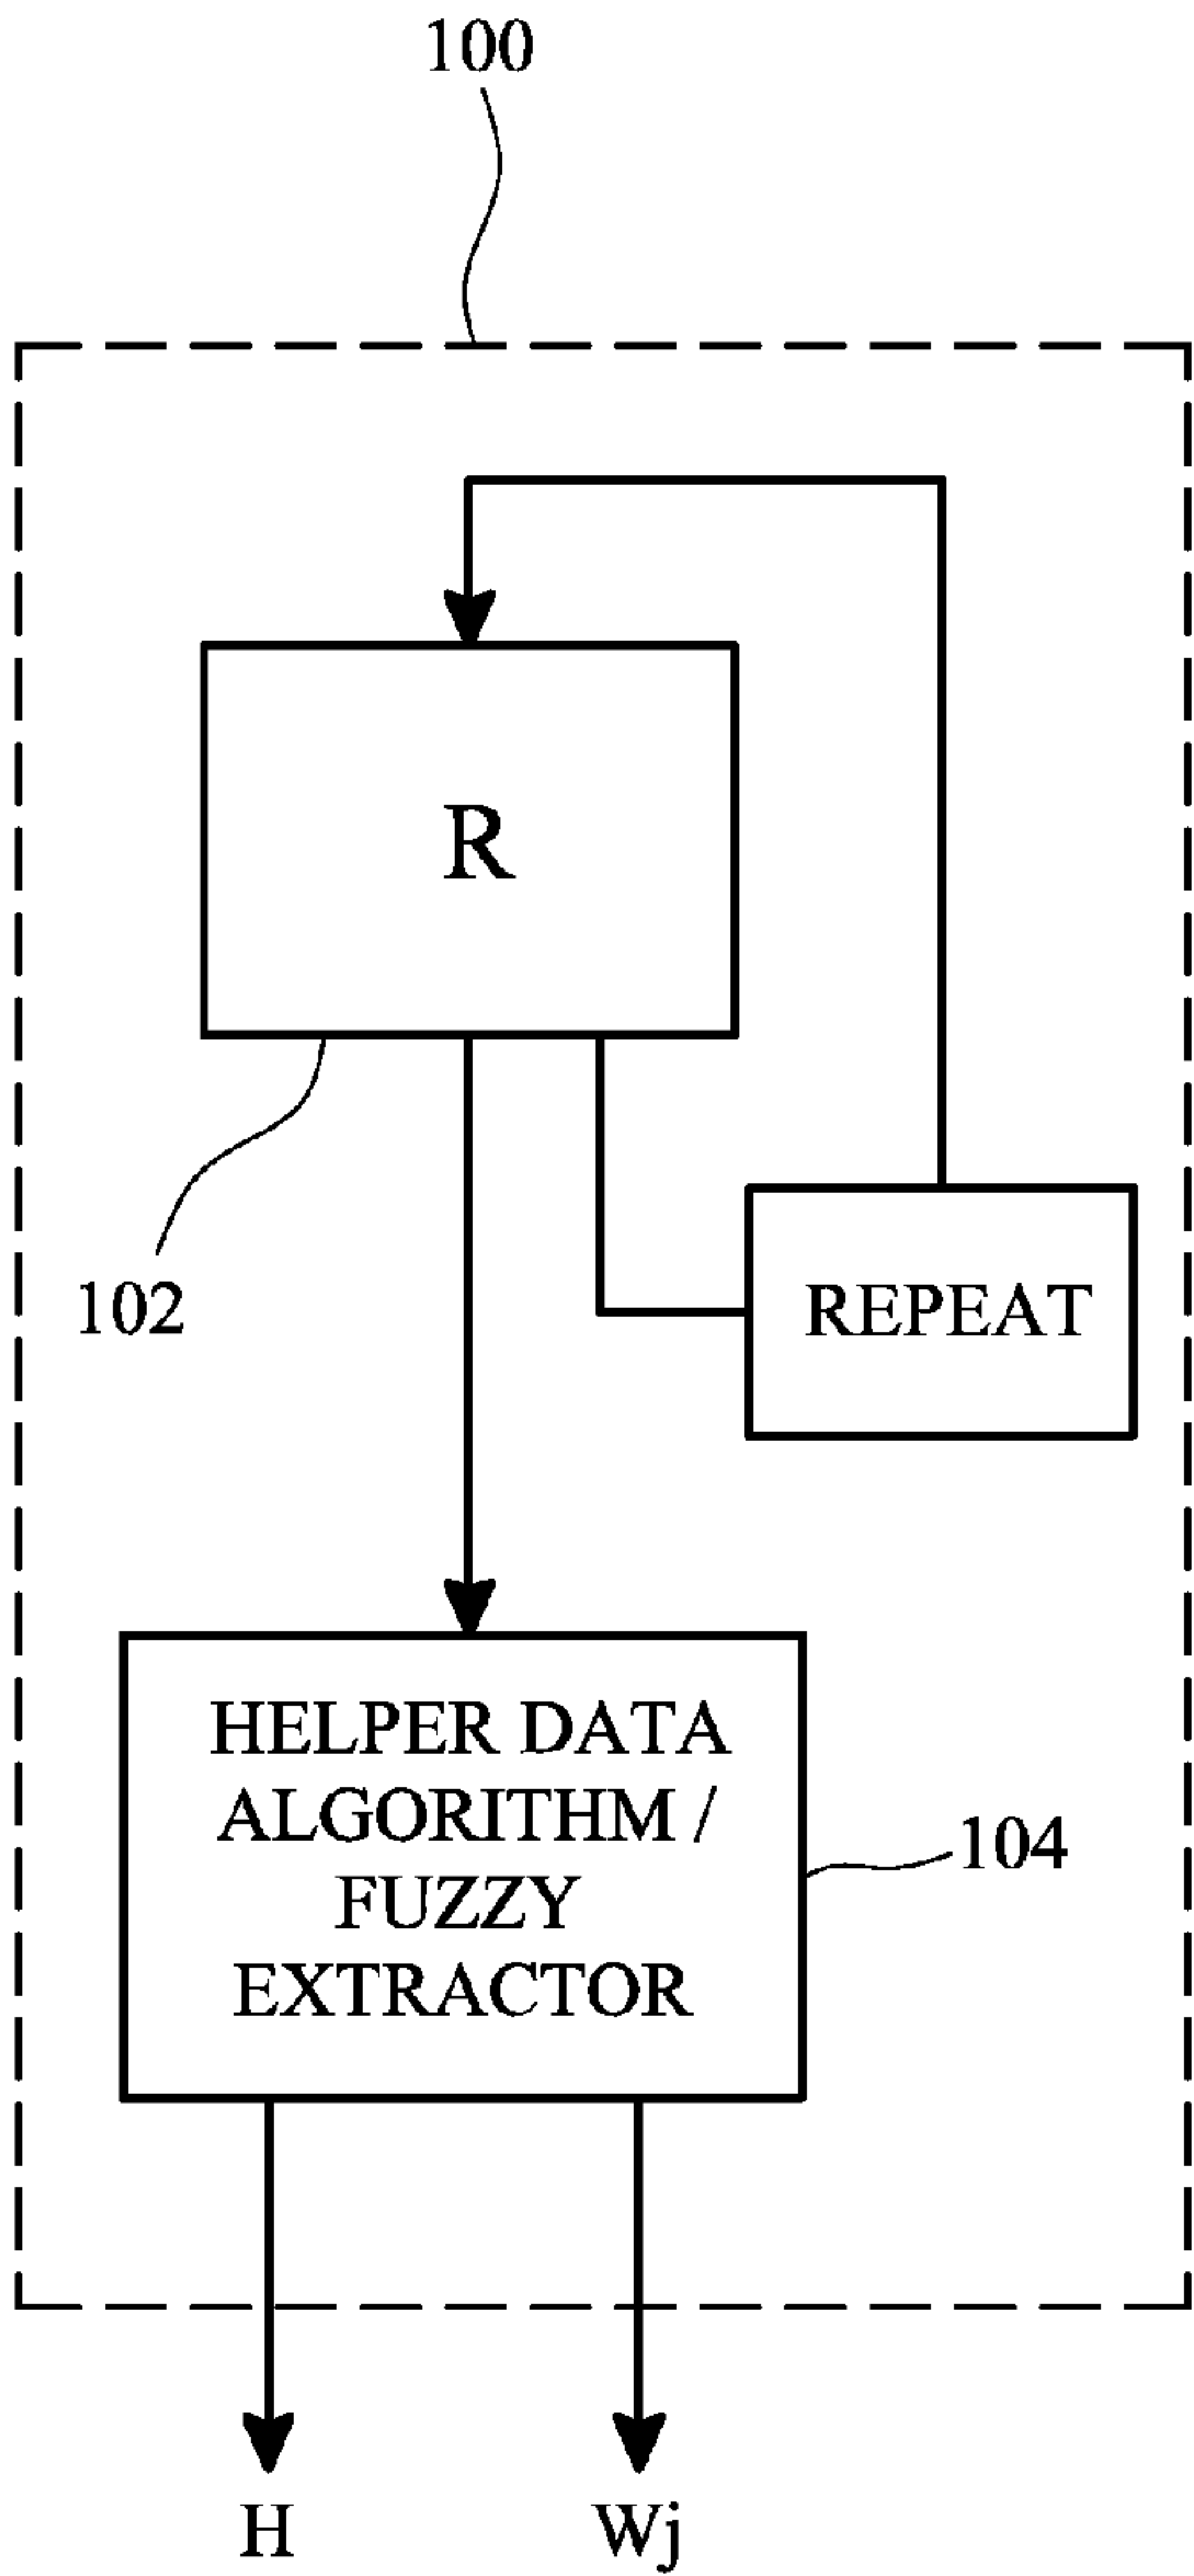 100
R
102
REPEAT
HELPER DATA
ALGORITHM /
FUZZY
EXTRACTOR
104
H
Wj